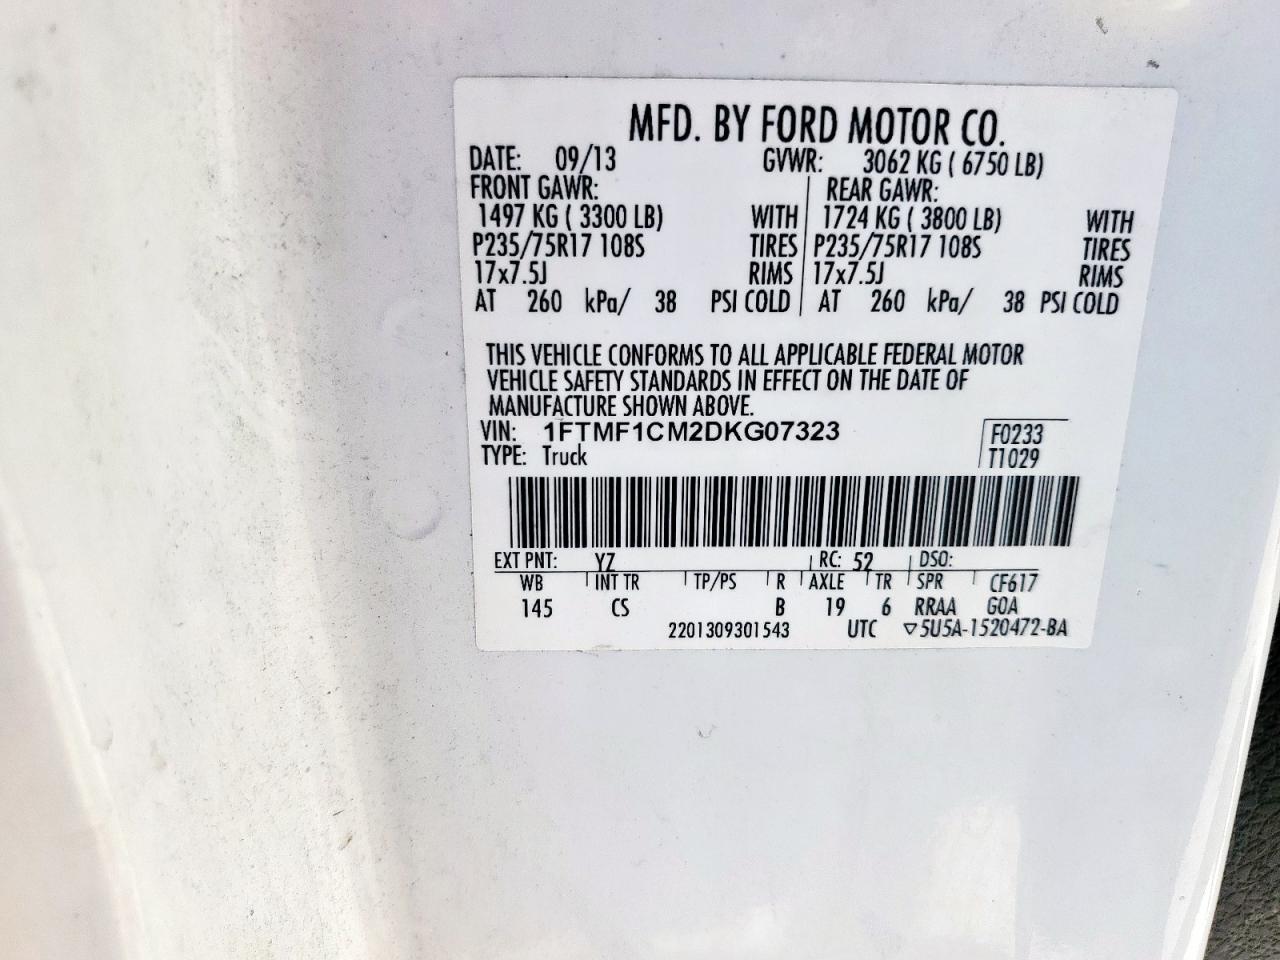 MFD. BY FORD MOTOR CO.
DATE: 09/13 GVWR: 3062 KG ( 6750 LB)
FRONT GAWR: REAR GAWR:
1497 KG ( 3300 LB) WITH 1724 KG ( 3800 LB) WITH
P235/75R17 108S TIRES P235/75R17 108S TIRES
17x7.5J RIMS 17x7.5J RIMS
AT 260 kPa/ 38 PSI COLD AT 260 kPa/ 38 PSI COLD
THIS VEHICLE CONFORMS TO ALL APPLICABLE FEDERAL MOTOR
VEHICLE SAFETY STANDARDS IN EFFECT ON THE DATE OF
MANUFACTURE SHOWN ABOVE.
VIN: 1FTMF1CM2DKG07323 F0233
TYPE: Truck T1029
EXT PNT: YZ RC: 52 DSO:
WB INT TR TP/PS R AXLE TR SPR CF617
145 CS B 19 6 RRAA GOA
2201309301543 UTC ▽5U5A-1520472-BA